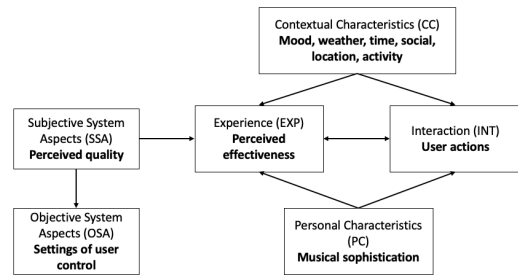 Contextual Characteristics (CC)
Mood, weather, time, social,
location, activity
Subjective System
Aspects (SSA)
Perceived quality
Experience (EXP)
Perceived
effectiveness
Interaction (INT)
User actions
Objective System
Aspects (OSA)
Settings of user
control
Personal Characteristics
(PC)
Musical sophistication